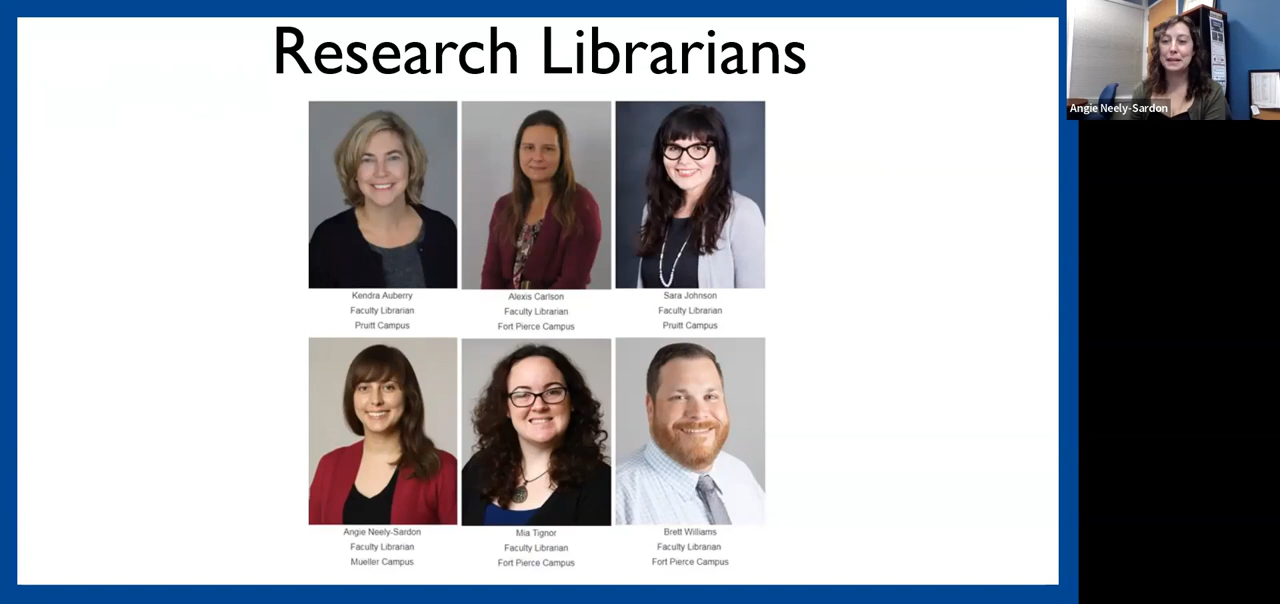 Research Librarians
Angie Neely-Sardon
Kendra Auberry
Faculty Librarian
Pruitt Campus
Alexis Carlson
Faculty Librarian
Fort Pierce Campus
Sara Johnson
Faculty Librarian
Pruitt Campus
Angie Neely-Sardon
Faculty Librarian
Mueller Campus
Mia Tignor
Faculty Librarian
Fort Pierce Campus
Brett Williams
Faculty Librarian
Fort Pierce Campus